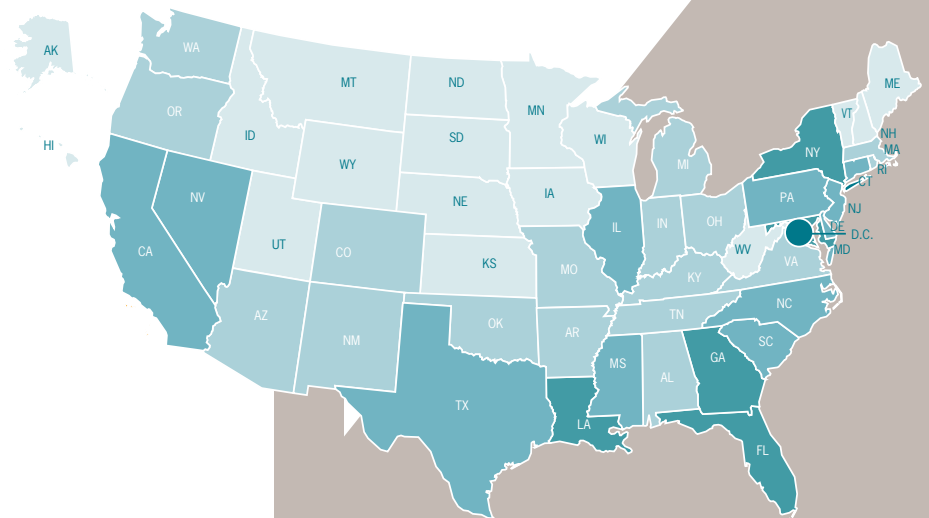 AK
WA
MT
ND
MN
ME
VT
OR
ID
SD
WI
NH
HI
WY
NY
MA
MI
RI
CT
NE
IA
NV
PA
NJ
IL
IN
OH
DE
D.C.
UT
CO
WV
MD
CA
KS
MO
KY
VA
AZ
NM
OK
AR
TN
NC
SC
MS
AL
GA
TX
LA
FL